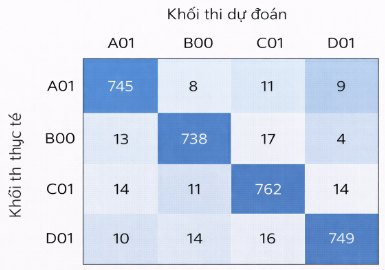 Khối thi dự đoán
A01 B00 C01 D01
Khối th thực tế
A01 745 8 11 9
B00 13 738 17 4
C01 14 11 762 14
D01 10 14 16 749